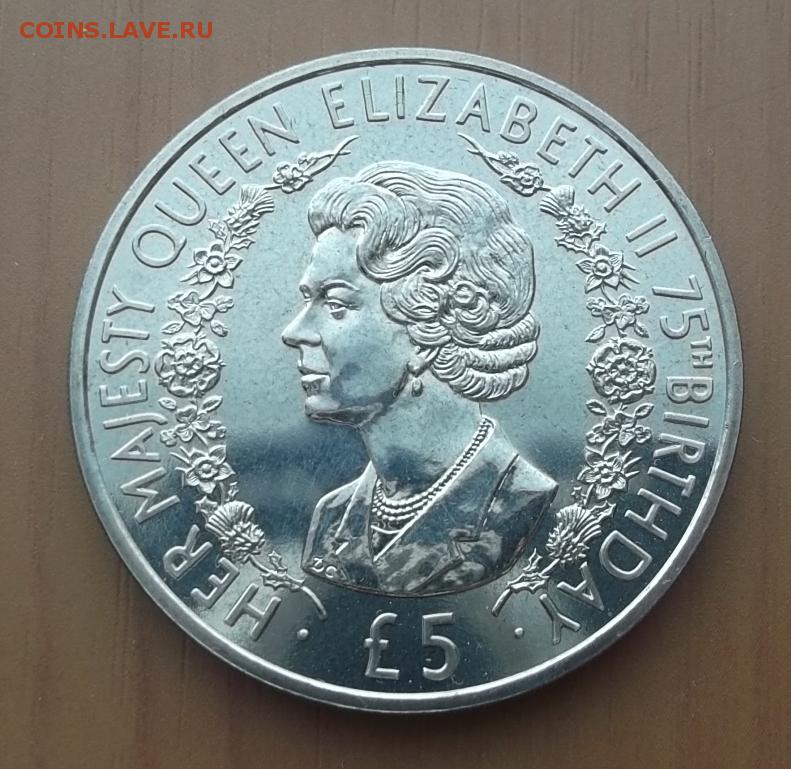 COINS.LAVE.RU
HER MAJESTY QUEEN ELIZABETH II 75TH BIRTHDAY
· £5 ·